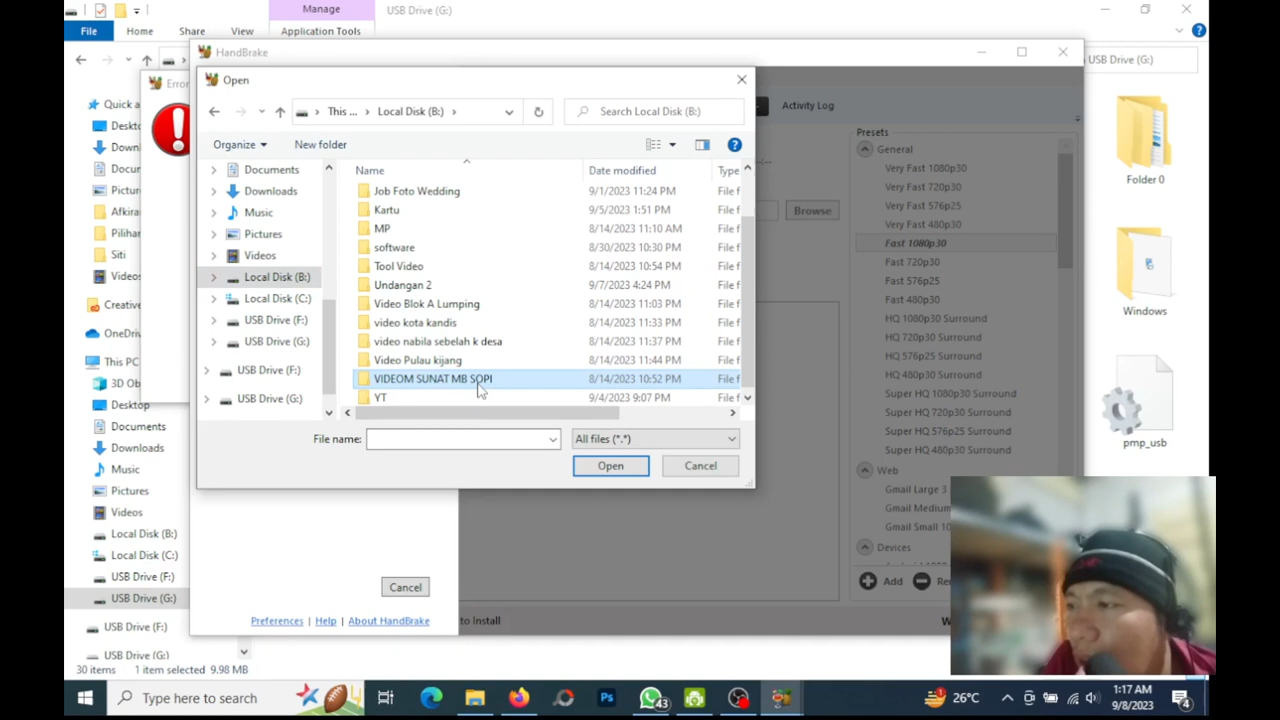 Manage
USB Drive (G:)
File
Home
Share
View
Application Tools
HandBrake
USB Drive (G:)
Error
Open
This ...
Local Disk (B:)
Search Local Disk (B:)
Activity Log
Organize
New folder
Presets
General
Name
Date modified
Type
Very Fast 1080p30
Very Fast 720p30
Very Fast 576p25
Very Fast 480p30
Fast 1080p30
Fast 720p30
Fast 576p25
Fast 480p30
HQ 1080p30 Surround
HQ 720p30 Surround
HQ 576p25 Surround
HQ 480p30 Surround
Super HQ 1080p30 Surround
Super HQ 720p30 Surround
Super HQ 576p25 Surround
Super HQ 480p30 Surround
Web
Gmail Large 3
Gmail Medium
Gmail Small 10
Devices
Add
Browse
Documents
Downloads
Music
Pictures
Videos
Local Disk (B:)
Local Disk (C:)
USB Drive (F:)
USB Drive (G:)
USB Drive (F:)
USB Drive (G:)
Job Foto Wedding 9/1/2023 11:24 PM File f
Kartu 9/5/2023 1:51 PM File f
MP 8/14/2023 11:10 AM File f
software 8/30/2023 10:30 PM File f
Tool Video 8/14/2023 10:54 PM File f
Undangan 2 9/7/2023 4:24 PM File f
Video Blok A Lumping 8/14/2023 11:03 PM File f
video kota kandis 8/14/2023 11:33 PM File f
video nabila sebelah k desa 8/14/2023 11:37 PM File f
Video Pulau kijang 8/14/2023 11:44 PM File f
VIDEOM SUNAT MB SOPI 8/14/2023 10:52 PM File f
YT 9/4/2023 9:07 PM File f
File name:
All files (*.*)
Open
Cancel
Cancel
Preferences | Help | About HandBrake
to Install
Quick a
Deskto
Down
Docur
Picture
Afkira
Piliha
Siti
Videos
Creative
OneDriv
This PC
3D Ob
Desktop
Documents
Downloads
Music
Pictures
Videos
Local Disk (B:)
Local Disk (C:)
USB Drive (F:)
USB Drive (G:)
USB Drive (F:)
USB Drive (G:)
30 items
1 item selected 9.98 MB
Folder 0
Windows
pmp_usb
Type here to search
Ps
43
26°C
1:17 AM
9/8/2023
4